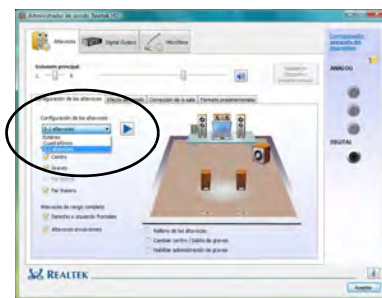 Administrador de sonido Realtek HD
Altavoces
Digital Output
Micrófono
Volumen principal
L
R
ANALOG
Configuración de los altavoces
Efecto de sonido
Corrección de la sala
Formato predeterminado
Configuración de los altavoces
5.1 altavoces
Estéreo
Cuadrafónico
5.1 altavoces
Centro
Graves
Par trasero
DIGITAL
Altavoces de rango completo
Derecho e izquierdo frontales
Altavoces envolventes
Relleno de los altavoces
Cambiar centro / Salida de graves
Habilitar administración de graves
REALTEK
Aceptar